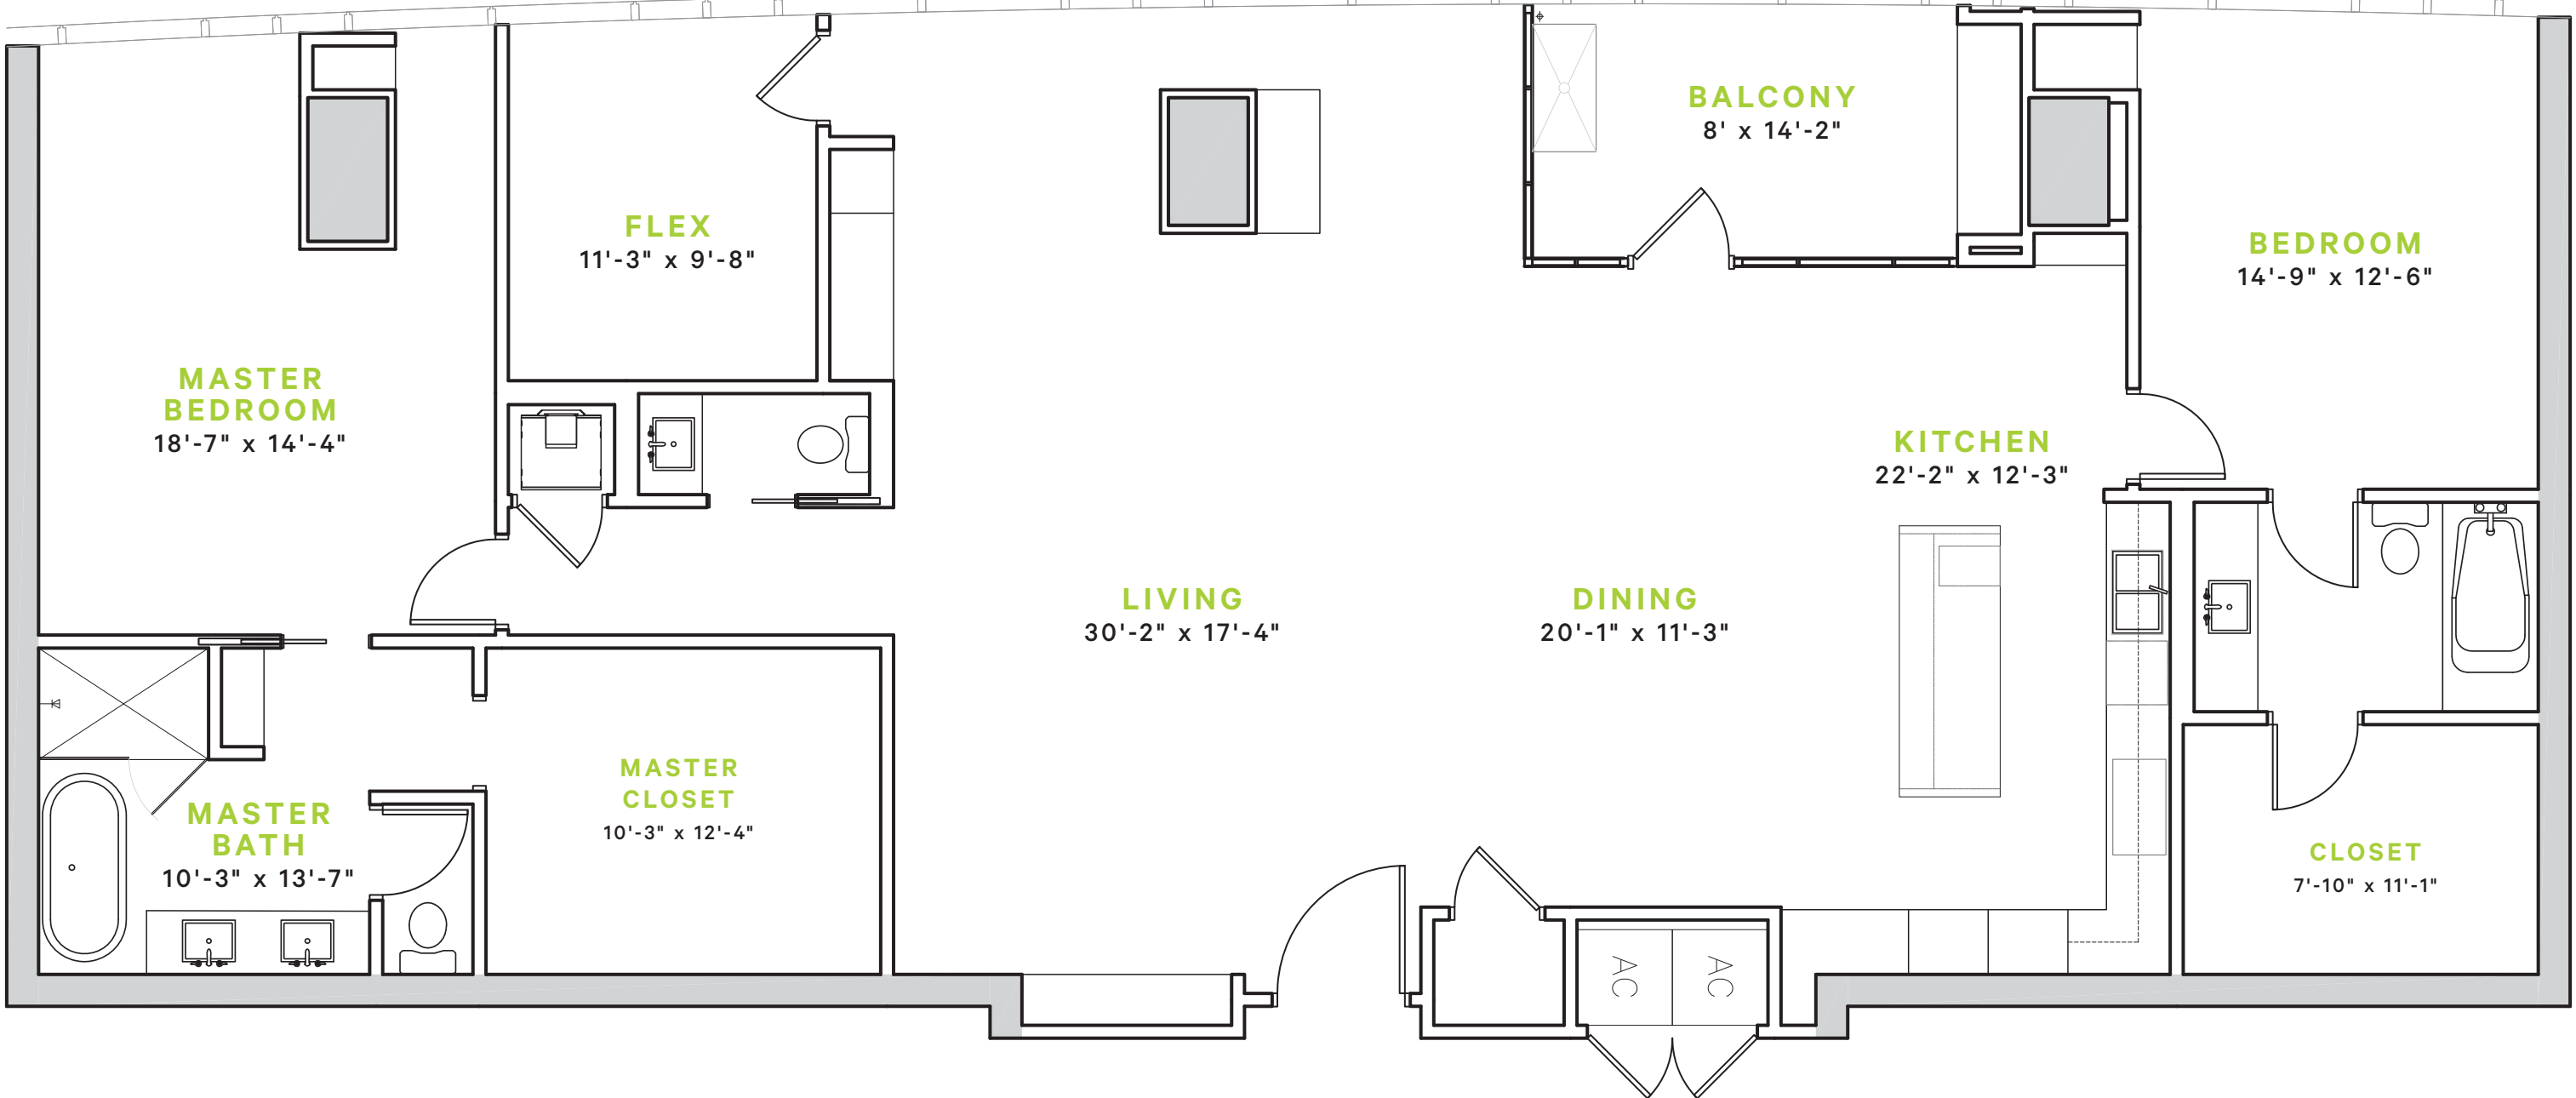 BALCONY
8' x 14'-2"
FLEX
11'-3" x 9'-8"
BEDROOM
14'-9" x 12'-6"
MASTER
BEDROOM
18'-7" x 14'-4"
KITCHEN
22'-2" x 12'-3"
LIVING
30'-2" x 17'-4"
DINING
20'-1" x 11'-3"
MASTER
CLOSET
10'-3" x 12'-4"
MASTER
BATH
10'-3" x 13'-7"
CLOSET
7'-10" x 11'-1"
AC
AC